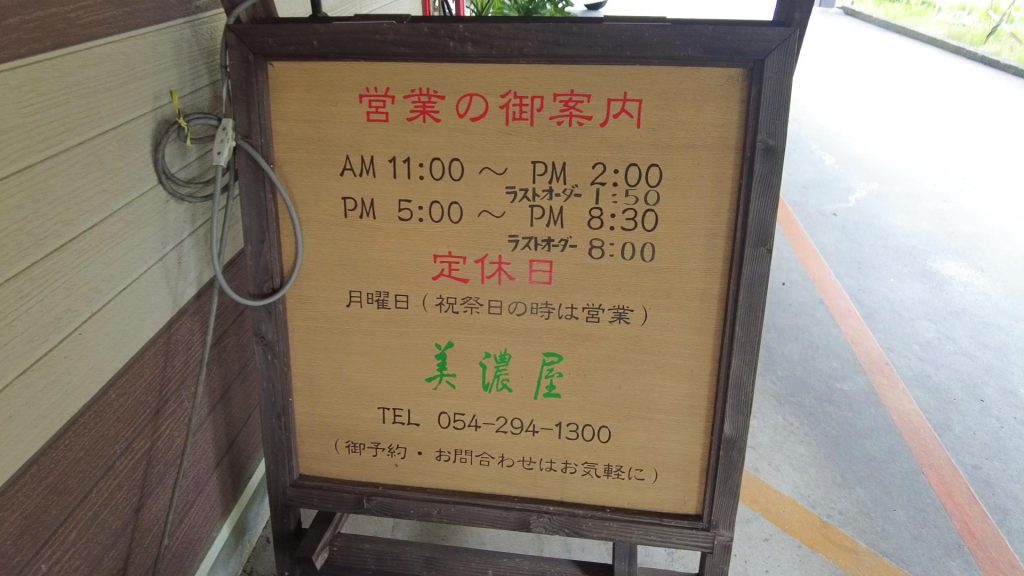 営業の御案内
AM 11:00 ～ PM 2:00
ラストオーダー 1:50
PM 5:00 ～ PM 8:30
ラストオーダー 8:00
定休日
月曜日(祝祭日の時は営業)
美濃屋
TEL 054-294-1300
(御予約・お問合わせはお気軽に)